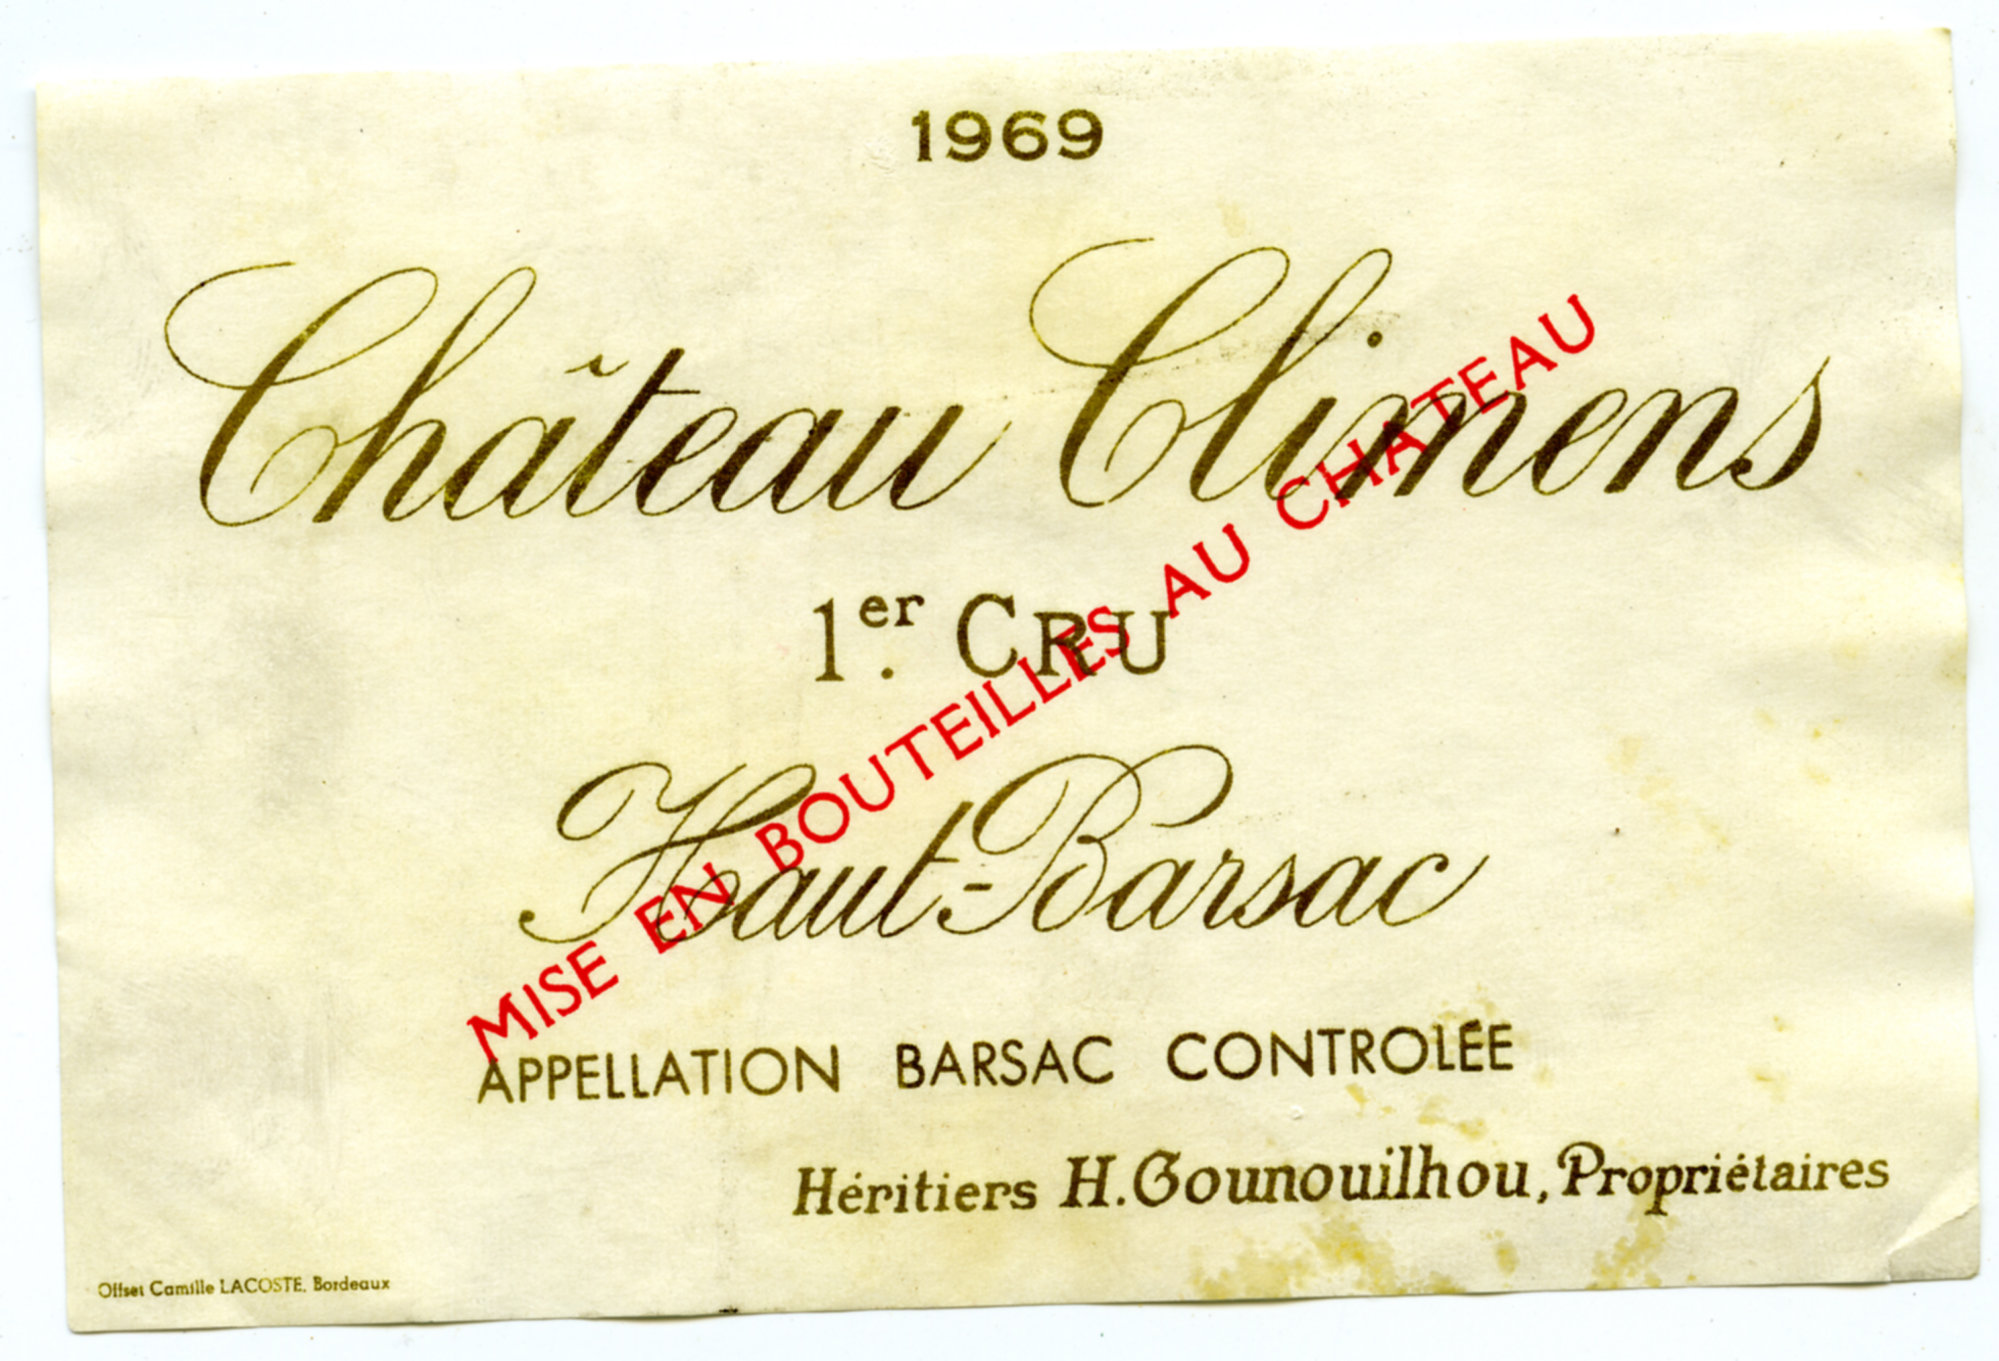 1969
Château Climens
1er. CRU
Haut-Barsac
MISE EN BOUTEILLES AU CHATEAU
APPELLATION BARSAC CONTROLÉE
Héritiers H. Gounouilhou, Propriétaires
Offset Camille LACOSTE, Bordeaux